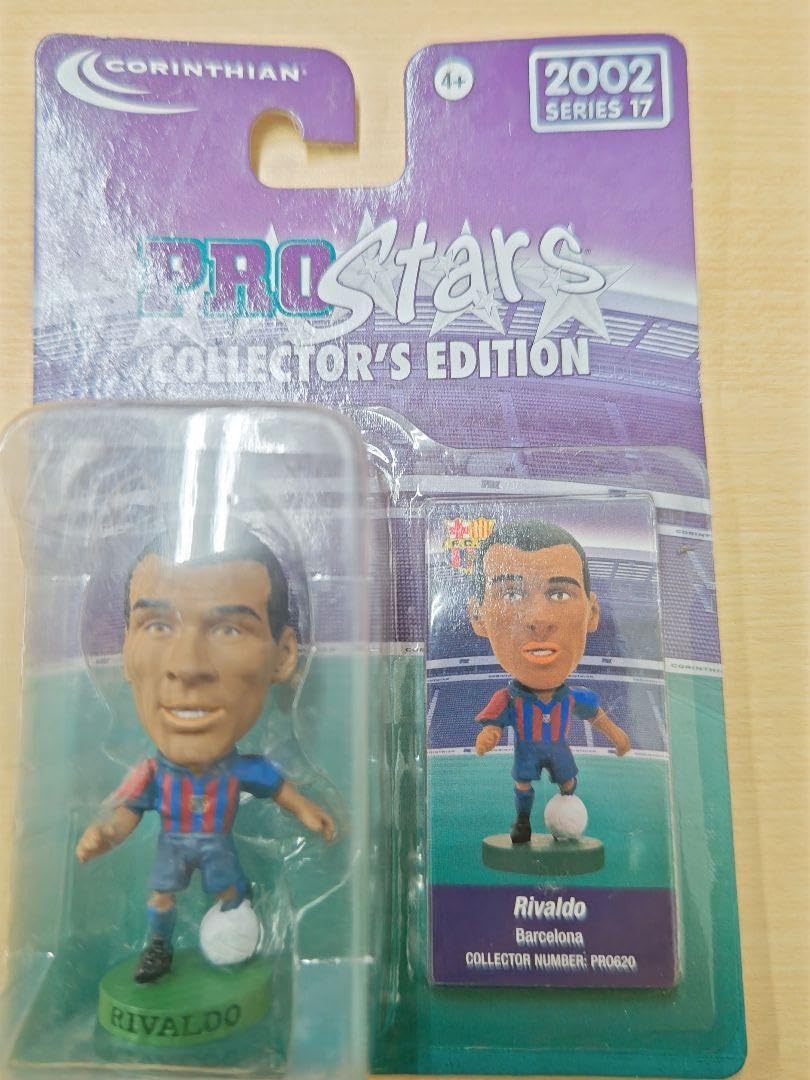 CORINTHIAN
4+
2002
SERIES 17
PROStars
COLLECTOR'S EDITION
F.C.
Rivaldo
Barcelona
COLLECTOR NUMBER: PRO620
RIVALDO